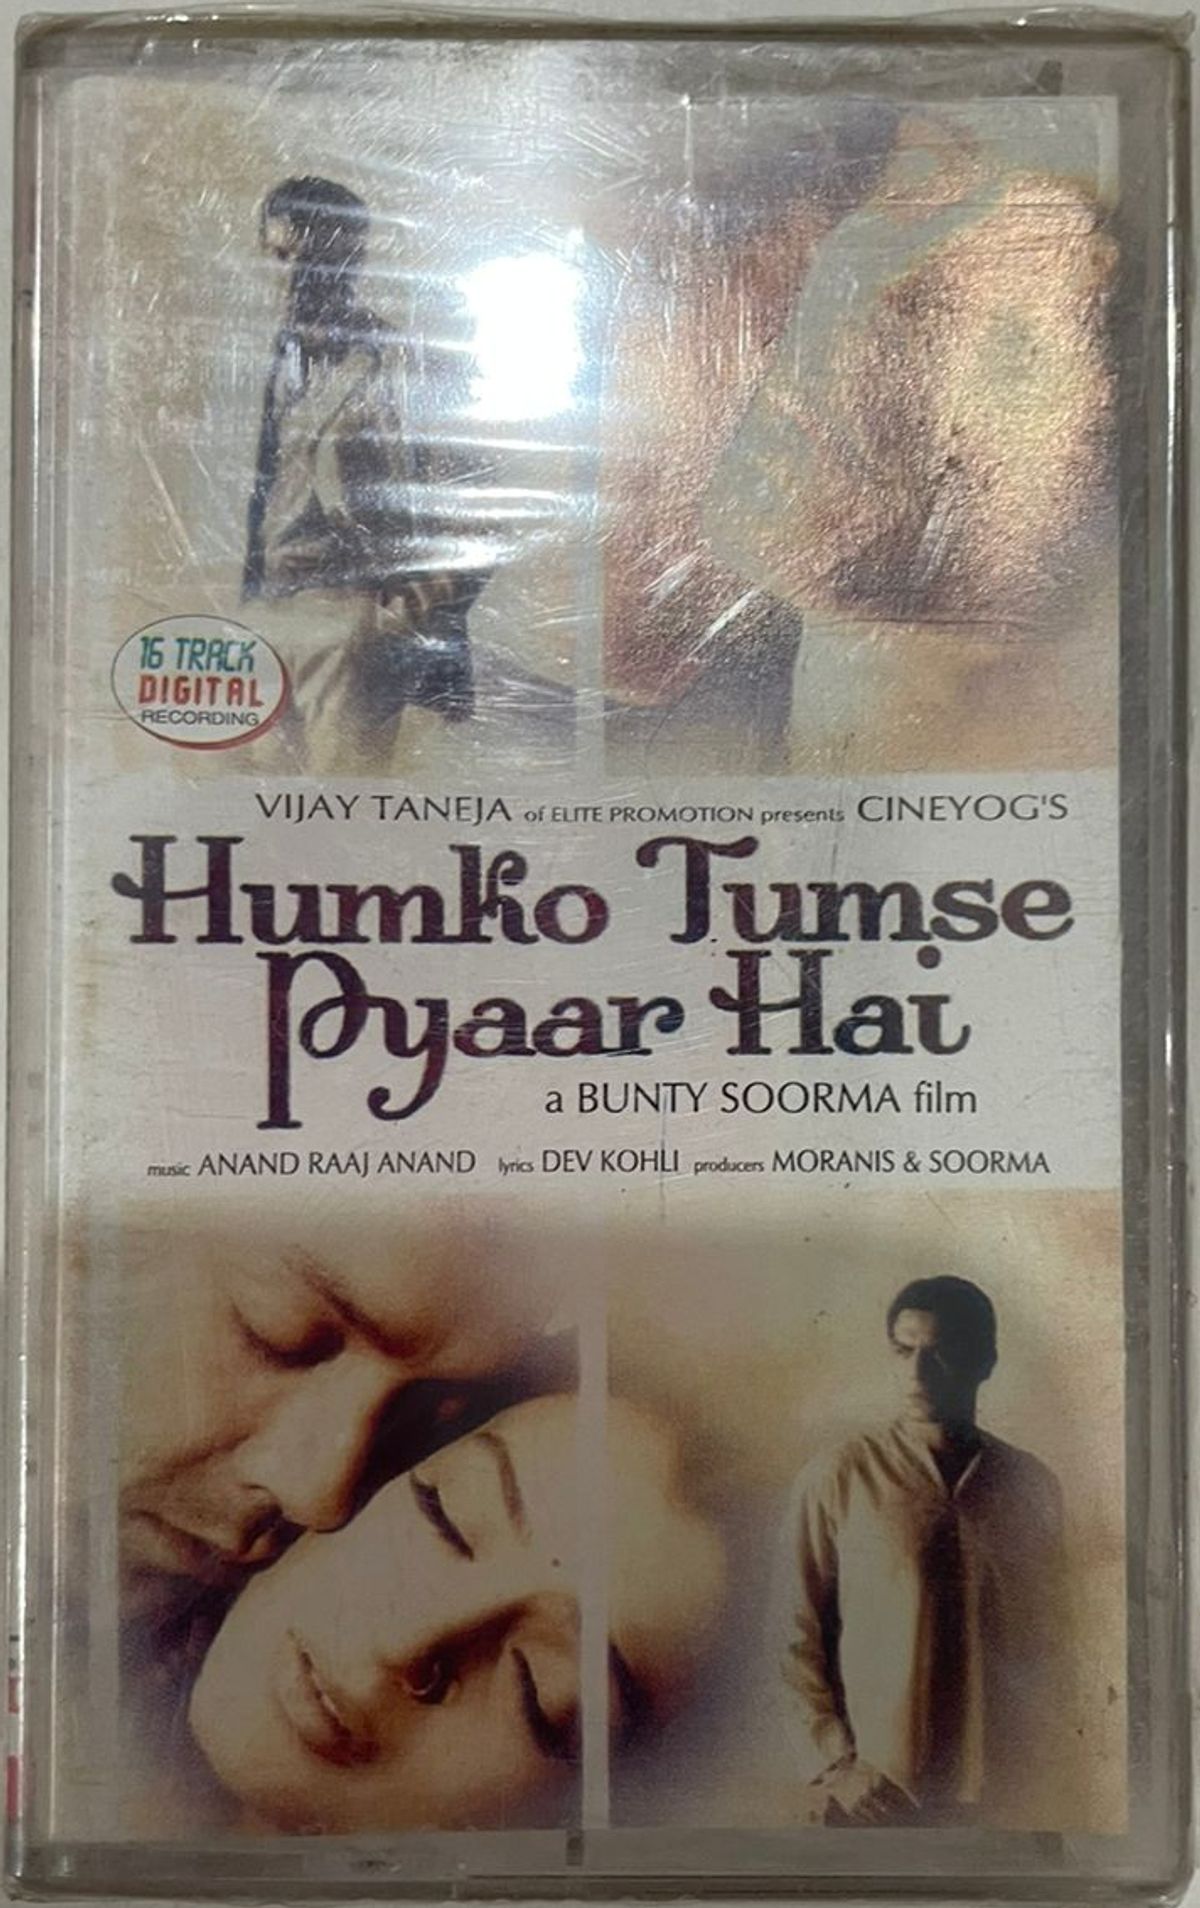 16 TRACK
DIGITAL
RECORDING
VIJAY TANEJA of ELITE PROMOTION presents CINEYOG'S
Humko Tumse
Pyaar Hai
a BUNTY SOORMA film
music ANAND RAAJ ANAND lyrics DEV KOHLI producers MORANIS & SOORMA